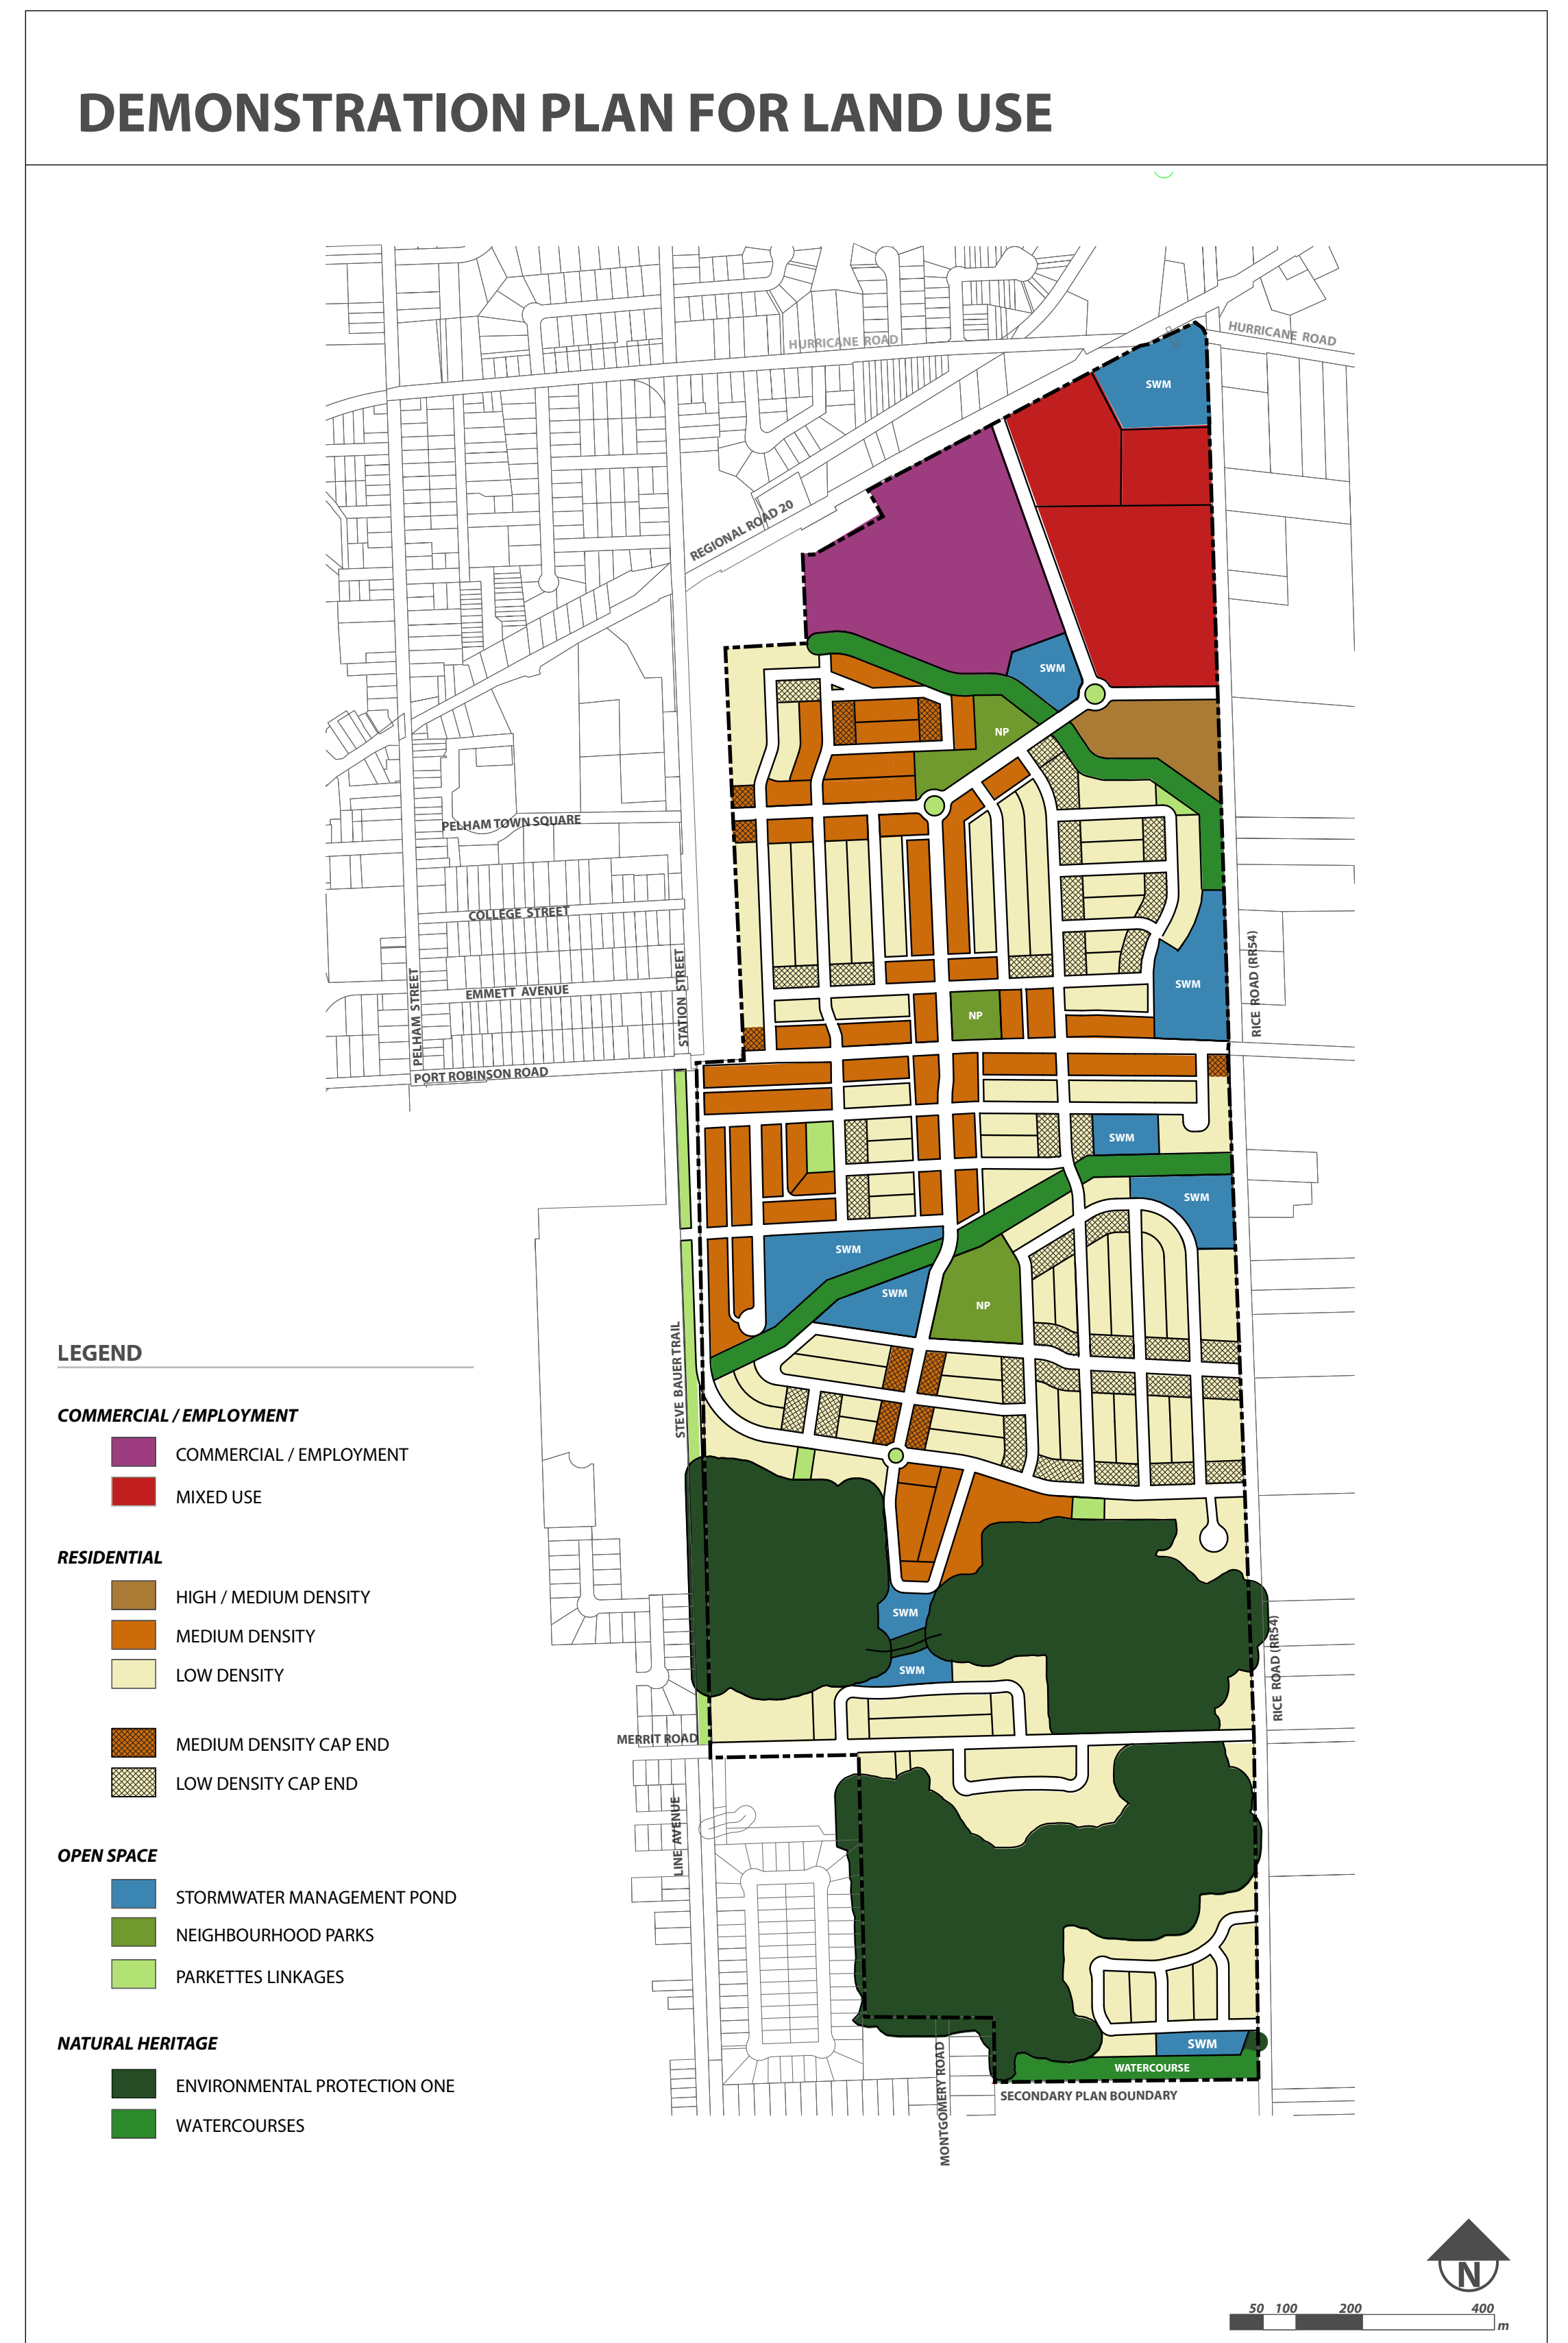 DEMONSTRATION PLAN FOR LAND USE
HURRICANE ROAD
HURRICANE ROAD
SWM
REGIONAL ROAD 20
SWM
NP
PELHAM TOWN SQUARE
COLLEGE STREET
EMMETT AVENUE
PELHAM STREET
STATION STREET
SWM
RICE ROAD (RR54)
NP
PORT ROBINSON ROAD
SWM
SWM
SWM
SWM
NP
STEVE BAUER TRAIL
SWM
SWM
RICE ROAD (RR54)
MERRIT ROAD
LINE AVENUE
SWM
WATERCOURSE
SECONDARY PLAN BOUNDARY
MONTGOMERY ROAD
LEGEND
COMMERCIAL / EMPLOYMENT
COMMERCIAL / EMPLOYMENT
MIXED USE
RESIDENTIAL
HIGH / MEDIUM DENSITY
MEDIUM DENSITY
LOW DENSITY
MEDIUM DENSITY CAP END
LOW DENSITY CAP END
OPEN SPACE
STORMWATER MANAGEMENT POND
NEIGHBOURHOOD PARKS
PARKETTES LINKAGES
NATURAL HERITAGE
ENVIRONMENTAL PROTECTION ONE
WATERCOURSES
N
50 100 200 400
m